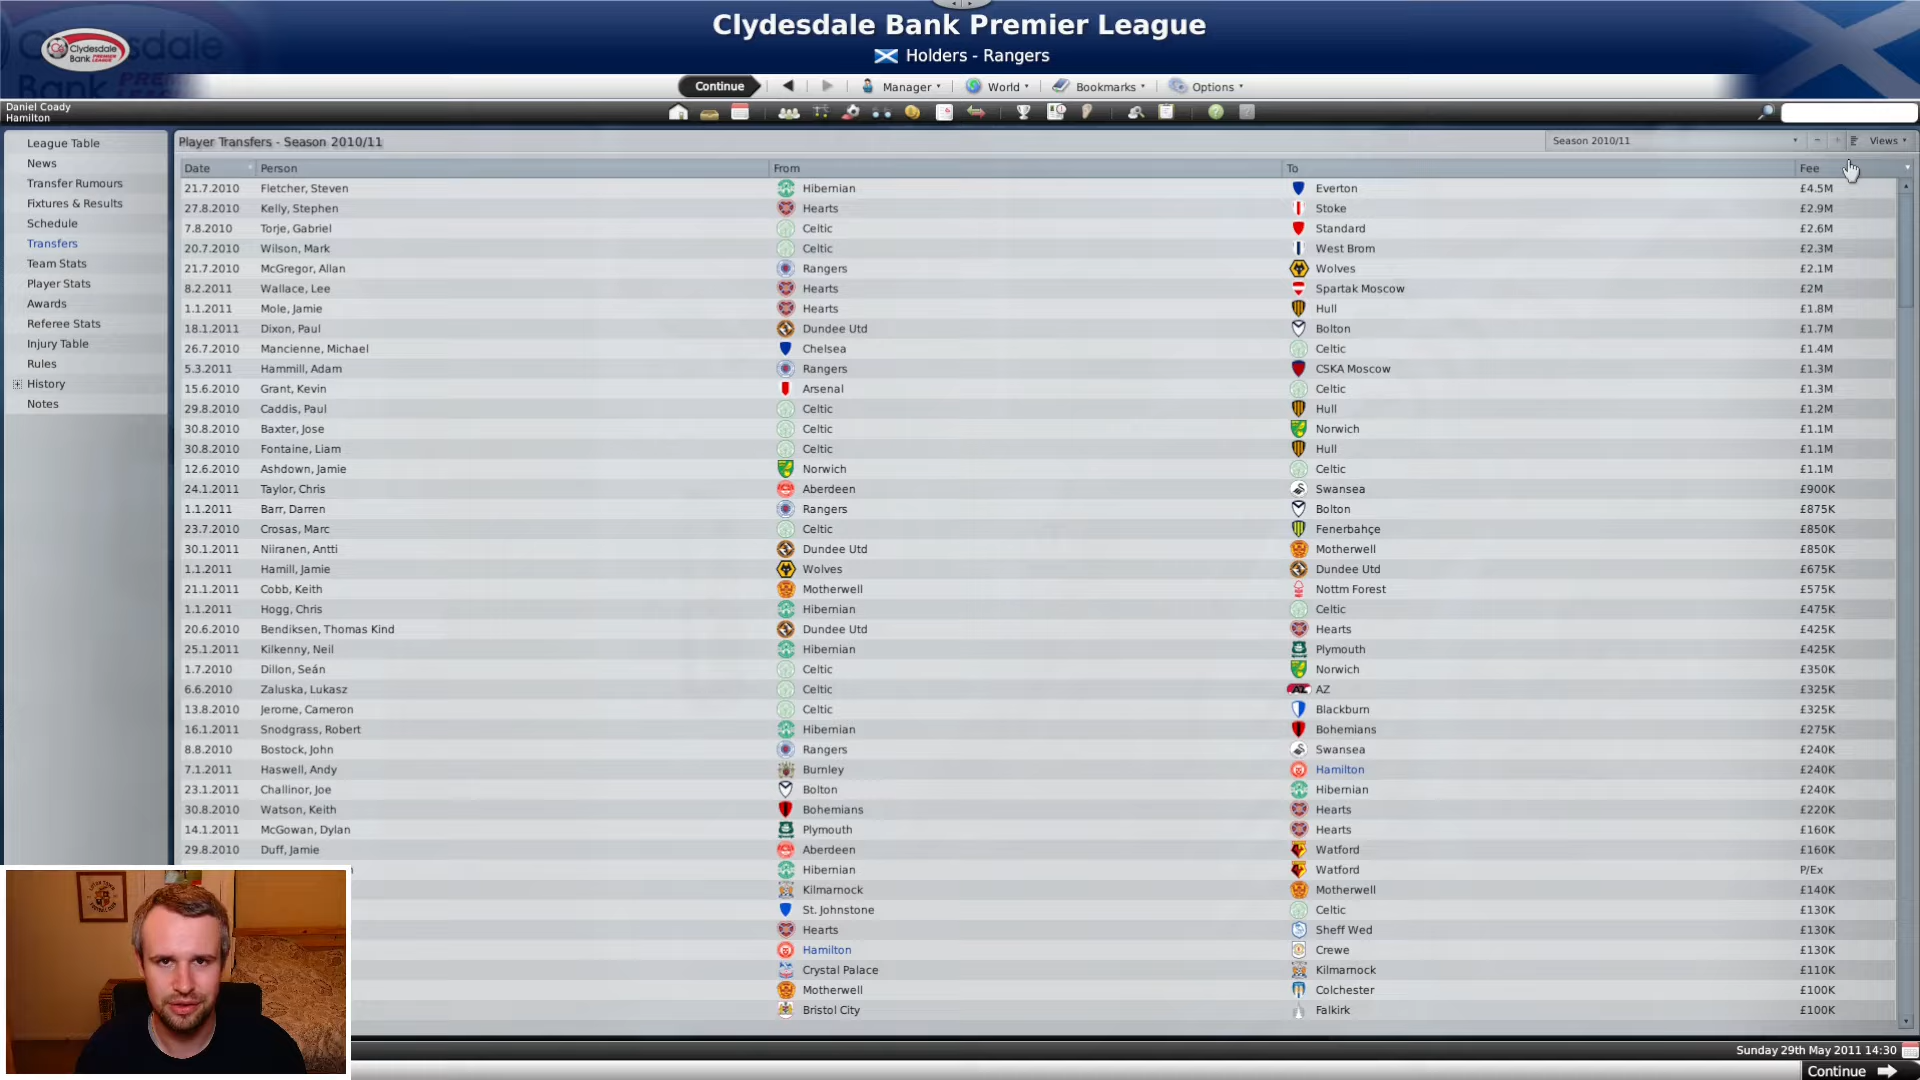 Clydesdale Bank Premier League
Holders - Rangers
Clydesdale Bank PREMIER LEAGUE
Continue Manager World Bookmarks Options
Daniel Coady
Hamilton
League Table
News
Transfer Rumours
Fixtures & Results
Schedule
Transfers
Team Stats
Player Stats
Awards
Referee Stats
Injury Table
Rules
History
Notes
Player Transfers - Season 2010/11 Season 2010/11 Views
Date Person From To Fee
21.7.2010 Fletcher, Steven Hibernian Everton £4.5M
27.8.2010 Kelly, Stephen Hearts Stoke £2.9M
7.8.2010 Torje, Gabriel Celtic Standard £2.6M
20.7.2010 Wilson, Mark Celtic West Brom £2.3M
21.7.2010 McGregor, Allan Rangers Wolves £2.1M
8.2.2011 Wallace, Lee Hearts Spartak Moscow £2M
1.1.2011 Mole, Jamie Hearts Hull £1.8M
18.1.2011 Dixon, Paul Dundee Utd Bolton £1.7M
26.7.2010 Mancienne, Michael Chelsea Celtic £1.4M
5.3.2011 Hammill, Adam Rangers CSKA Moscow £1.3M
15.6.2010 Grant, Kevin Arsenal Celtic £1.3M
29.8.2010 Caddis, Paul Celtic Hull £1.2M
30.8.2010 Baxter, Jose Celtic Norwich £1.1M
30.8.2010 Fontaine, Liam Celtic Hull £1.1M
12.6.2010 Ashdown, Jamie Norwich Celtic £1.1M
24.1.2011 Taylor, Chris Aberdeen Swansea £900K
1.1.2011 Barr, Darren Rangers Bolton £875K
23.7.2010 Crosas, Marc Celtic Fenerbahçe £850K
30.1.2011 Niiranen, Antti Dundee Utd Motherwell £850K
1.1.2011 Hamill, Jamie Wolves Dundee Utd £675K
21.1.2011 Cobb, Keith Motherwell Nottm Forest £575K
1.1.2011 Hogg, Chris Hibernian Celtic £475K
20.6.2010 Bendiksen, Thomas Kind Dundee Utd Hearts £425K
25.1.2011 Kilkenny, Neil Hibernian Plymouth £425K
1.7.2010 Dillon, Seán Celtic Norwich £350K
6.6.2010 Zaluska, Lukasz Celtic AZ £325K
13.8.2010 Jerome, Cameron Celtic Blackburn £325K
16.1.2011 Snodgrass, Robert Hibernian Bohemians £275K
8.8.2010 Bostock, John Rangers Swansea £240K
7.1.2011 Haswell, Andy Burnley Hamilton £240K
23.1.2011 Challinor, Joe Bolton Hibernian £240K
30.8.2010 Watson, Keith Bohemians Hearts £220K
14.1.2011 McGowan, Dylan Plymouth Hearts £160K
29.8.2010 Duff, Jamie Aberdeen Watford £160K
Hibernian Watford P/Ex
Kilmarnock Motherwell £140K
St. Johnstone Celtic £130K
Hearts Sheff Wed £130K
Hamilton Crewe £130K
Crystal Palace Kilmarnock £110K
Motherwell Colchester £100K
Bristol City Falkirk £100K
Sunday 29th May 2011 14:30
Continue